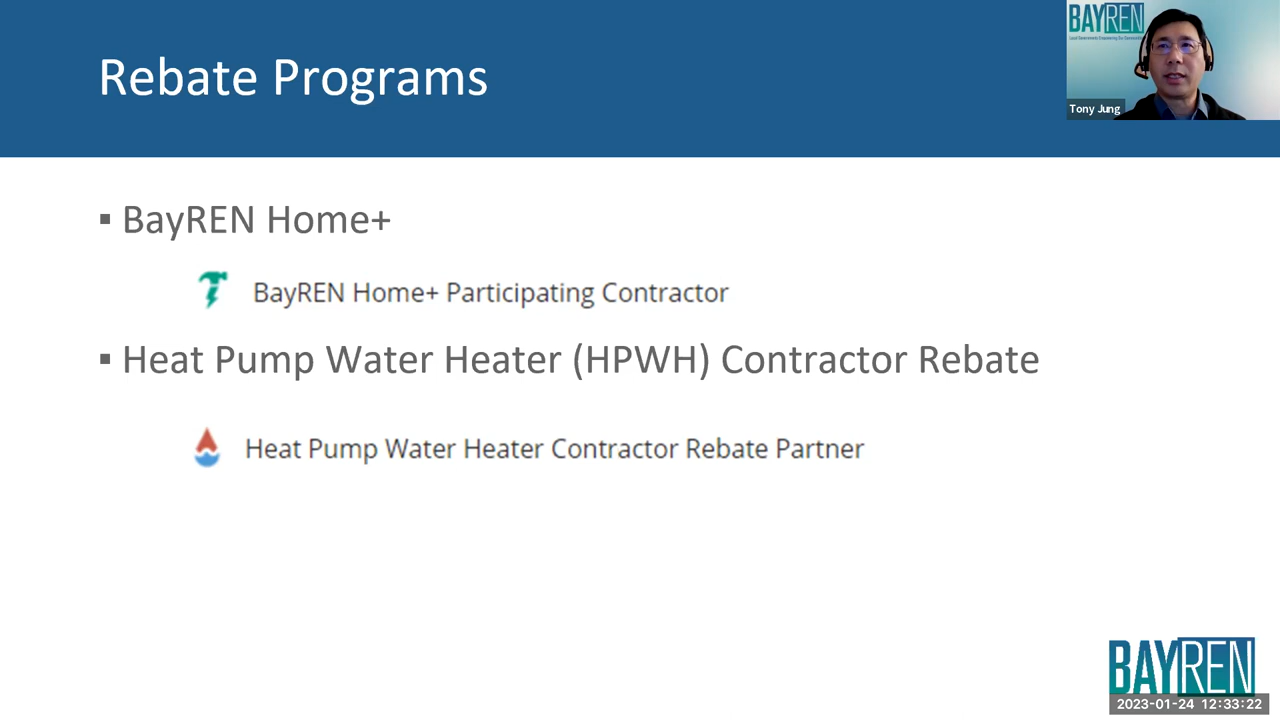 Rebate Programs
BAYREN
Tony Jung
▪ BayREN Home+
BayREN Home+ Participating Contractor
▪ Heat Pump Water Heater (HPWH) Contractor Rebate
Heat Pump Water Heater Contractor Rebate Partner
BAYREN
2023-01-24 12:33:22